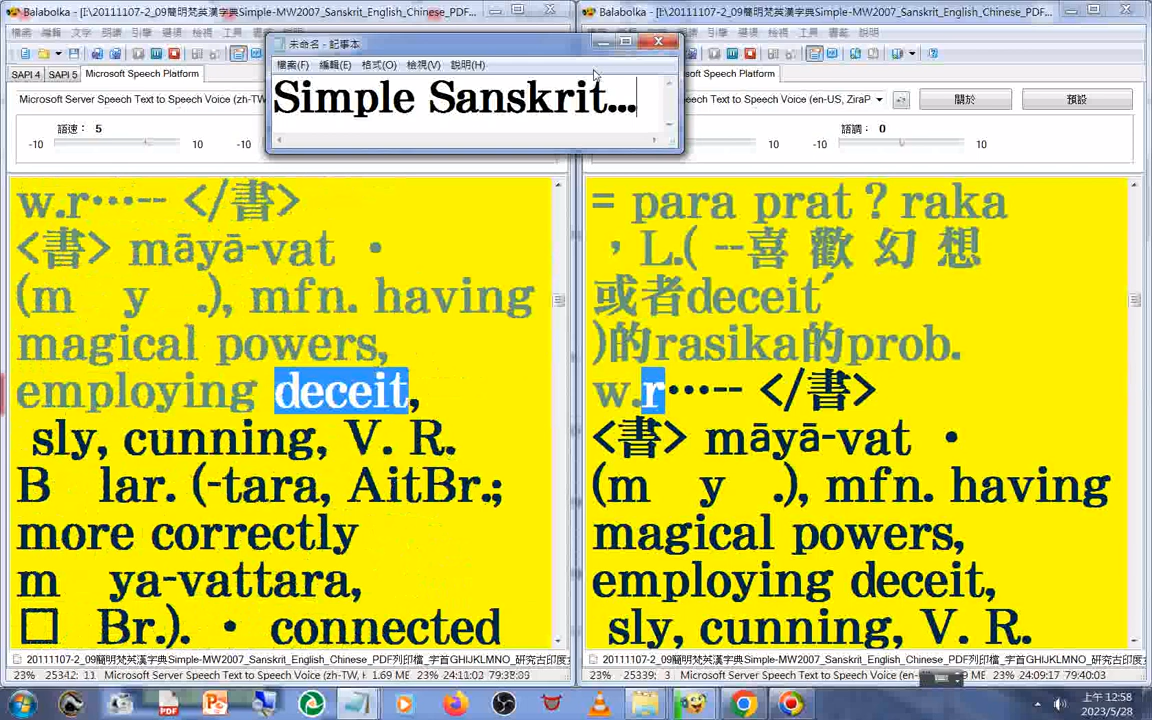 Balabolka - [I:\20111107-2_09簡明梵英漢字典Simple-MW2007_Sanskrit_English_Chinese_PDF...
Balabolka - [I:\20111107-2_09簡明梵英漢字典Simple-MW2007_Sanskrit_English_Chinese_PDF...
未命名 - 記事本
檔案(F) 編輯(E) 格式(O) 檢視(V) 說明(H)
Simple Sanskrit...
SAPI 4 SAPI 5 Microsoft Speech Platform
Speech Platform
Microsoft Server Speech Text to Speech Voice (zh-TW,
ech Text to Speech Voice (en-US, ZiraP
關於
預設
語速： 5
-10 10 -10
語調： 0
10 -10 10
w.r···-- </書>
<書> māyā-vat •
(m y .), mfn. having
magical powers,
employing deceit,
sly, cunning, V. R.
B lar. (-tara, AitBr.;
more correctly
m ya-vattara,
□ Br.). • connected
= para prat？raka
，L.( --喜 歡 幻 想
或者deceit′
)的rasika的prob.
w.r···-- </書>
<書> māyā-vat •
(m y .), mfn. having
magical powers,
employing deceit,
sly, cunning, V. R.
20111107-2_09簡明梵英漢字典Simple-MW2007_Sanskrit_English_Chinese_PDF列印檔_字首GHIJKLMNO_研究古印度
20111107-2_09簡明梵英漢字典Simple-MW2007_Sanskrit_English_Chinese_PDF列印檔_字首GHIJKLMNO_研究古印度
23% 25342: 11 Microsoft Speech Text to Speech Voice (zh-TW, H 1.69 ME
23% 24:11:03 79:38:38
23% 25339: 3 Microsoft Server Speech Text to Speech Voice
ME 23% 24:09:17 79:40:03
上午 12:58
2023/5/28